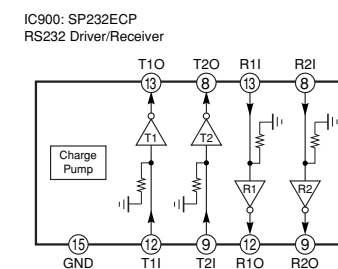 IC900: SP232ECP
RS232 Driver/Receiver
T1O T2O R1I R2I
13 8 13 8
T1 T2
Charge
Pump
R1 R2
15 12 9 12 9
GND T1I T2I R1O R2O